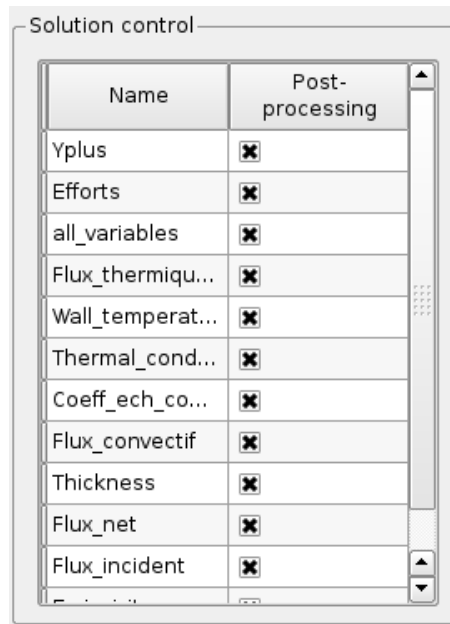 Solution control
Name
Post-
processing
Yplus
Efforts
all_variables
Flux_thermiqu...
Wall_temperat...
Thermal_cond...
Coeff_ech_co...
Flux_convectif
Thickness
Flux_net
Flux_incident